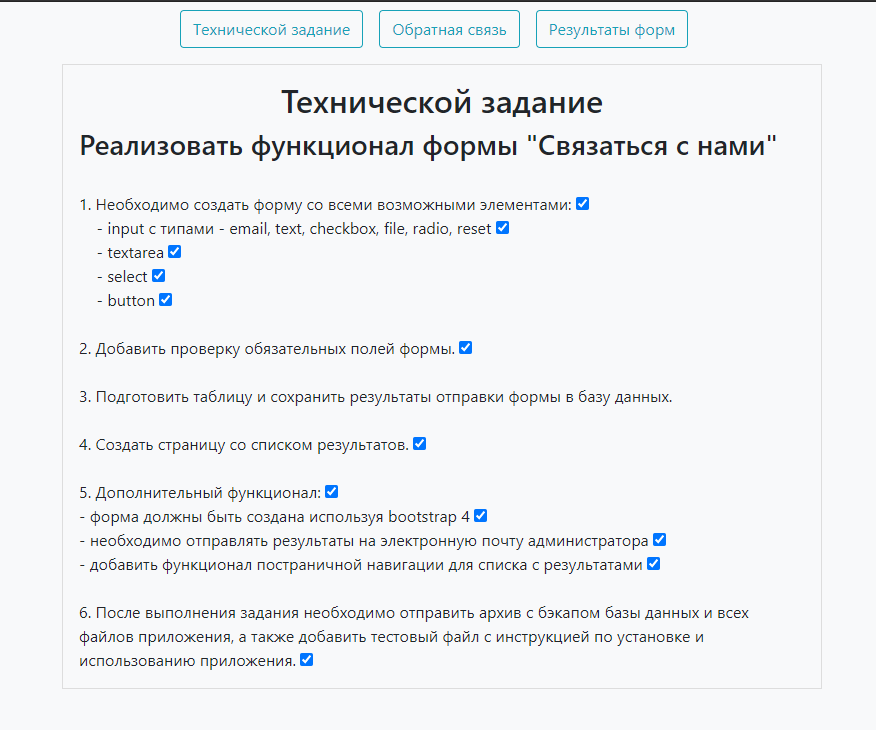 Технической задание
Обратная связь
Результаты форм
Технической задание
Реализовать функционал формы "Связаться с нами"
1. Необходимо создать форму со всеми возможными элементами:
- input с типами - email, text, checkbox, file, radio, reset
- textarea
- select
- button
2. Добавить проверку обязательных полей формы.
3. Подготовить таблицу и сохранить результаты отправки формы в базу данных.
4. Создать страницу со списком результатов.
5. Дополнительный функционал:
- форма должны быть создана используя bootstrap 4
- необходимо отправлять результаты на электронную почту администратора
- добавить функционал постраничной навигации для списка с результатами
6. После выполнения задания необходимо отправить архив с бэкапом базы данных и всех
файлов приложения, а также добавить тестовый файл с инструкцией по установке и
использованию приложения.